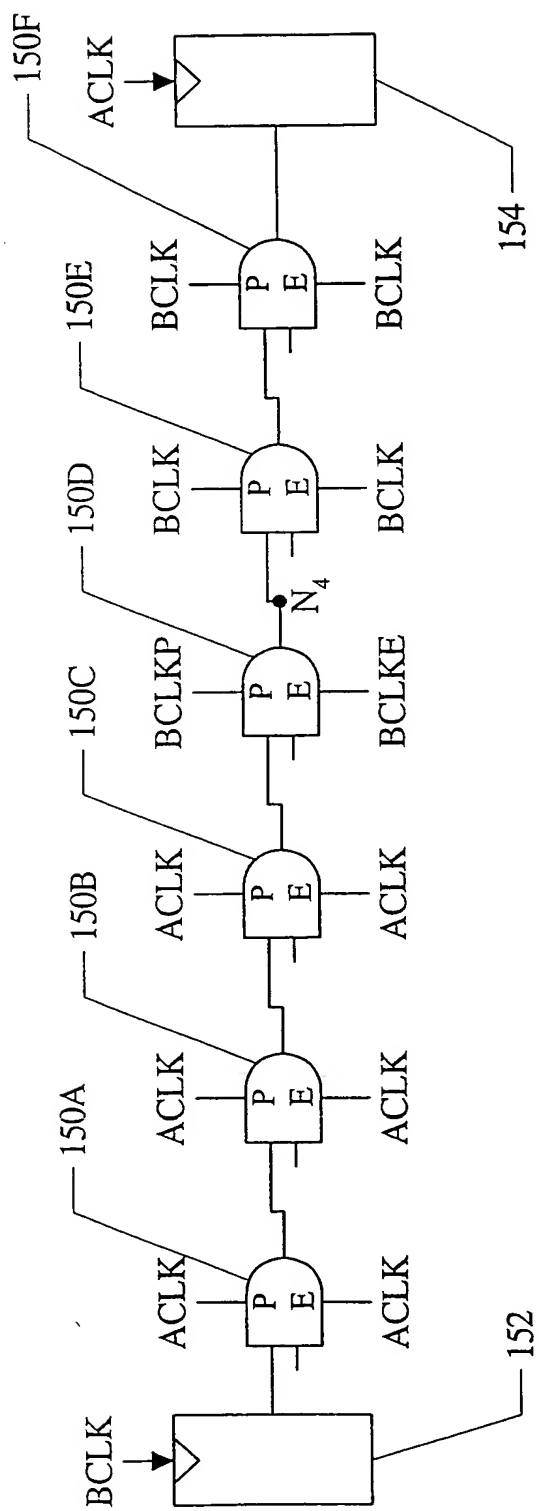 BCLK
152
ACLK
P
E
ACLK
150A
ACLK
P
E
ACLK
150B
ACLK
P
E
ACLK
150C
BCLKP
P
E
BCLKE
150D
N4
BCLK
P
E
BCLK
150E
BCLK
P
E
BCLK
150F
ACLK
154